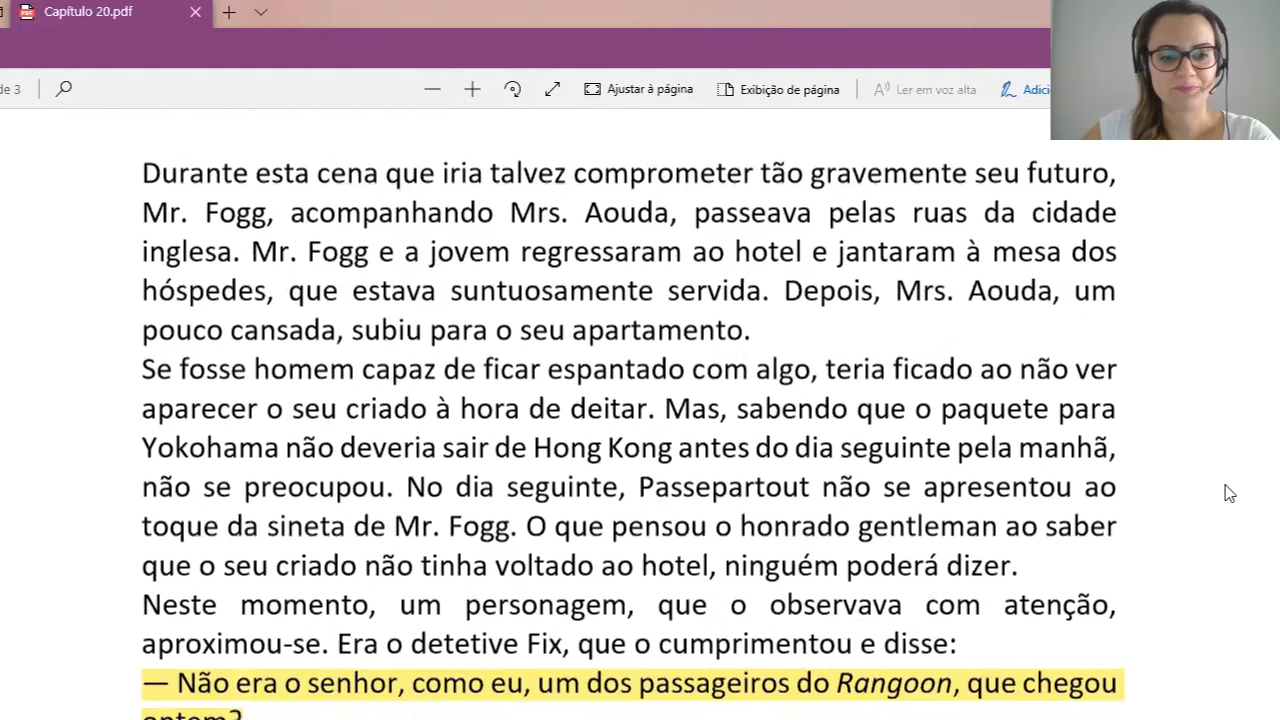 Capítulo 20.pdf
de 3
Ajustar à página
Exibição de página
Ler em voz alta
Durante esta cena que iria talvez comprometer tão gravemente seu futuro,
Mr. Fogg, acompanhando Mrs. Aouda, passeava pelas ruas da cidade
inglesa. Mr. Fogg e a jovem regressaram ao hotel e jantaram à mesa dos
hóspedes, que estava suntuosamente servida. Depois, Mrs. Aouda, um
pouco cansada, subiu para o seu apartamento.
Se fosse homem capaz de ficar espantado com algo, teria ficado ao não ver
aparecer o seu criado à hora de deitar. Mas, sabendo que o paquete para
Yokohama não deveria sair de Hong Kong antes do dia seguinte pela manhã,
não se preocupou. No dia seguinte, Passepartout não se apresentou ao
toque da sineta de Mr. Fogg. O que pensou o honrado gentleman ao saber
que o seu criado não tinha voltado ao hotel, ninguém poderá dizer.
Neste momento, um personagem, que o observava com atenção,
aproximou-se. Era o detetive Fix, que o cumprimentou e disse:
— Não era o senhor, como eu, um dos passageiros do Rangoon, que chegou
ontem?